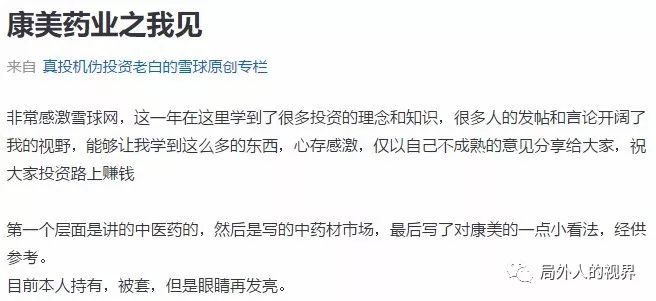 康美药业之我见
来自 真投机伪投资老白的雪球原创专栏
非常感激雪球网，这一年在这里学到了很多投资的理念和知识，很多人的发帖和言论开阔了
我的视野，能够让我学到这么多的东西，心存感激，仅以自己不成熟的意见分享给大家，祝
大家投资路上赚钱
第一个层面是讲的中医药的，然后是写的中药材市场，最后写了对康美的一点小看法，经供
参考。
目前本人持有，被套，但是眼睛再发亮。
局外人的视界